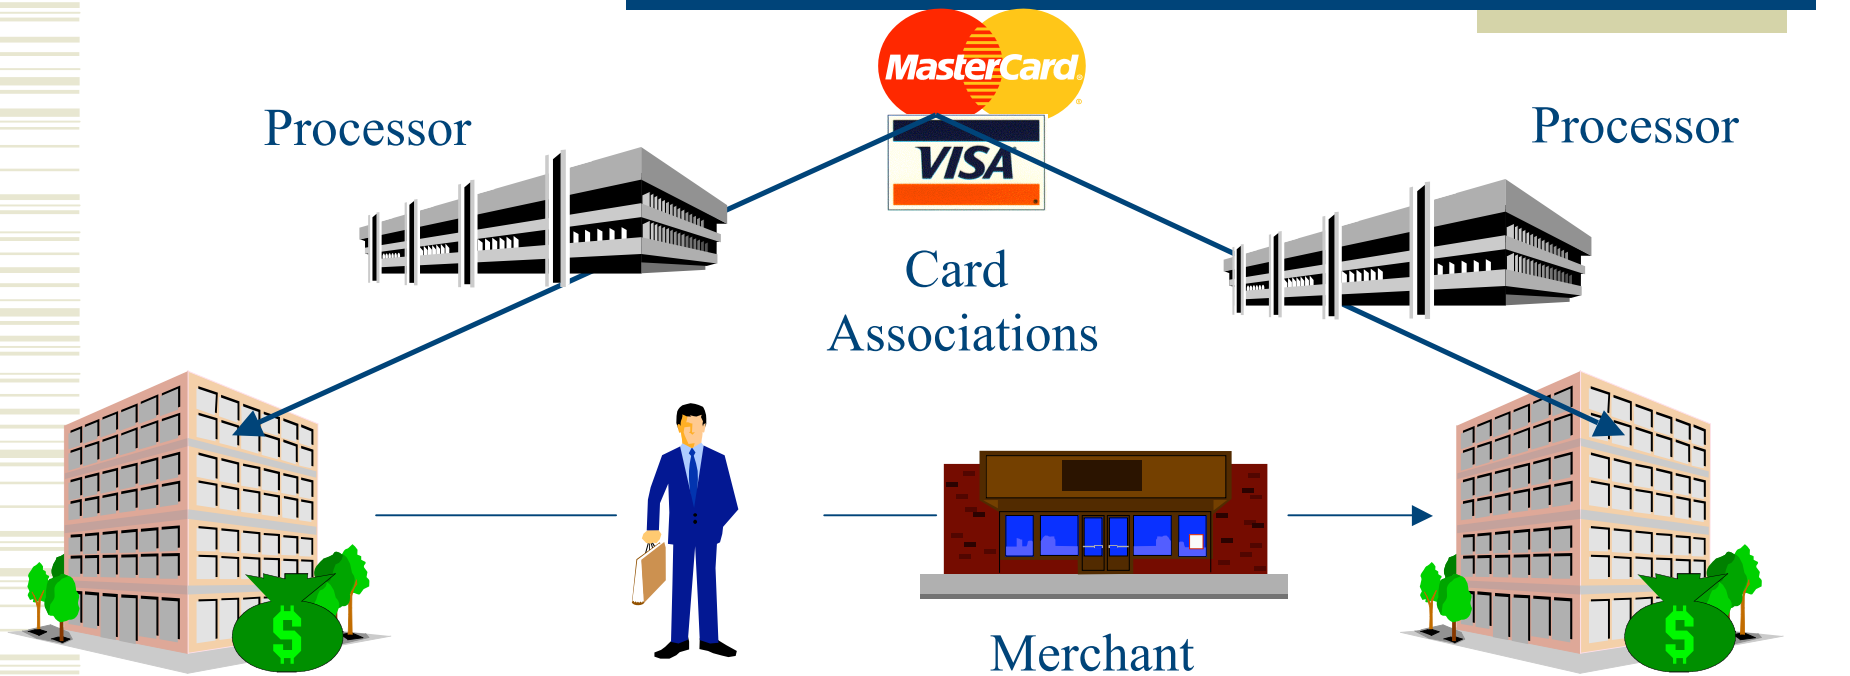 MasterCard
Processor
Processor
VISA
Card
Associations
$
$
Merchant